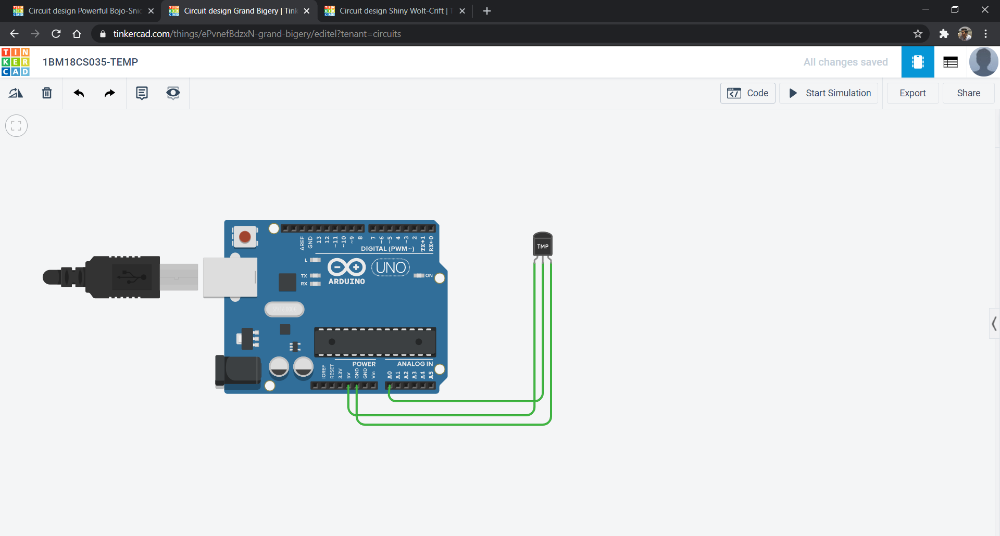 Circuit design Powerful Bojo-Snic
Circuit design Grand Bigery | Tink
Circuit design Shiny Wolt-Crift | T
tinkercad.com/things/ePvnefBdzxN-grand-bigery/editel?tenant=circuits
TIN
KER
CAD
1BM18CS035-TEMP
All changes saved
Code
Start Simulation
Export
Share
AREF
GND
13
12
~11
~10
~9
8
7
~6
~5
4
~3
2
TX→1
RX←0
DIGITAL (PWM~)
L
TX
RX
UNO
ARDUINO
ON
TMP
POWER
ANALOG IN
IOREF
RESET
3.3V
5V
GND
GND
Vin
A0
A1
A2
A3
A4
A5